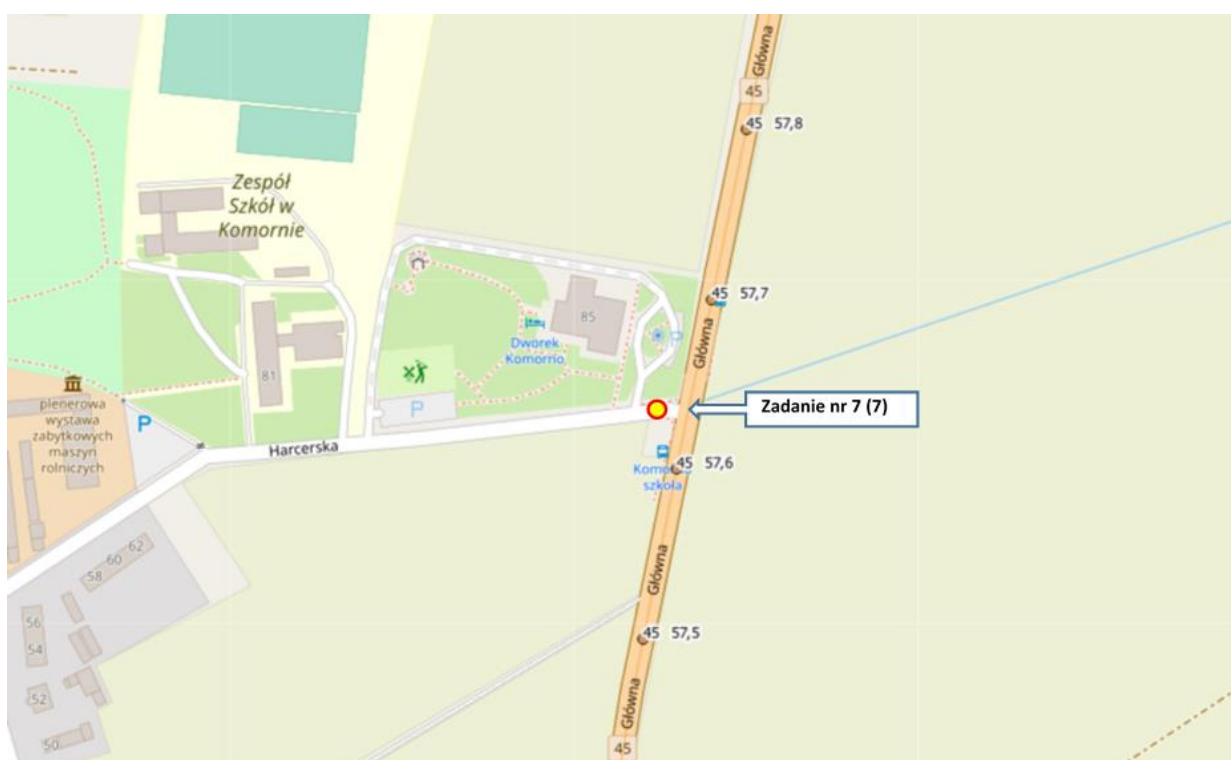 Główna
45
45 57,8
Zespół
Szkół w
Komornie
45 57,7
85
Dworek
Komorno
Główna
81
P
P
plenerowa
wystawa
zabytkowych
maszyn
rolniczych
Zadanie nr 7 (7)
Harcerska
45 57,6
szkoła
62
60
58
Główna
56
54
45 57,5
52
50
Główna
45